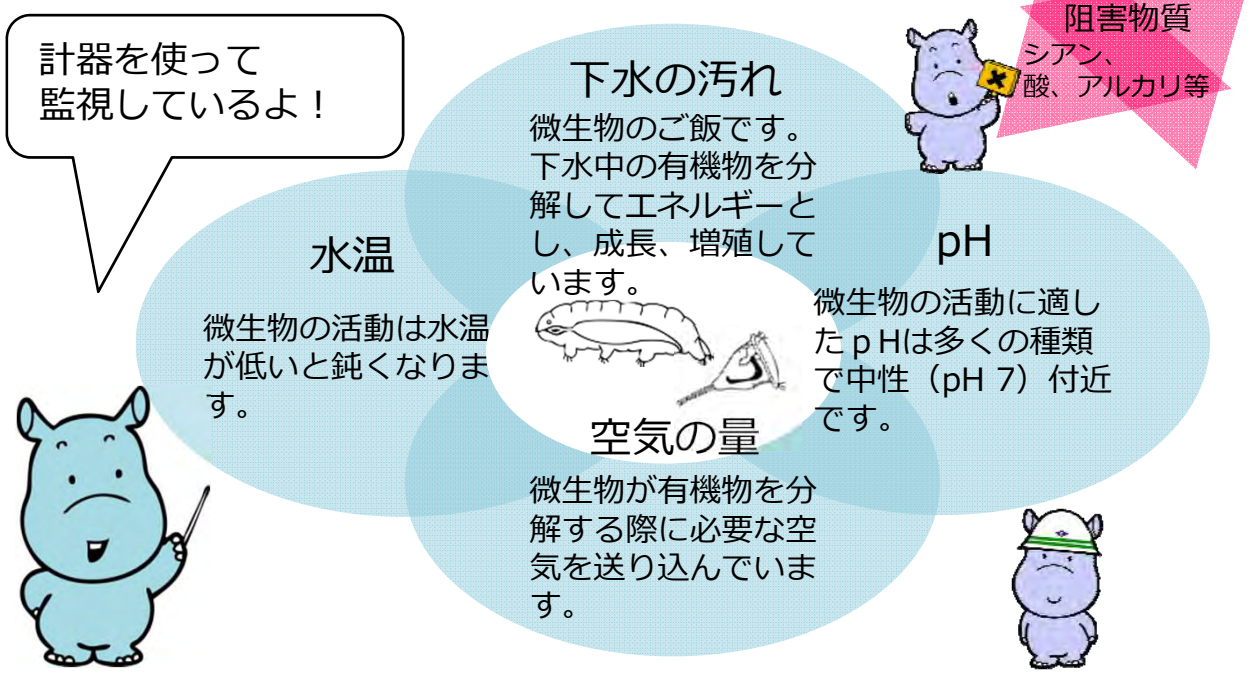 計器を使って
監視しているよ！
下水の汚れ
微生物のご飯です。
下水中の有機物を分
解してエネルギーと
し、成長、増殖して
います。
阻害物質
シアン、
酸、アルカリ等
水温
微生物の活動は水温
が低いと鈍くなりま
す。
pH
微生物の活動に適し
たｐHは多くの種類
で中性（pH 7）付近
です。
空気の量
微生物が有機物を分
解する際に必要な空
気を送り込んでいま
す。